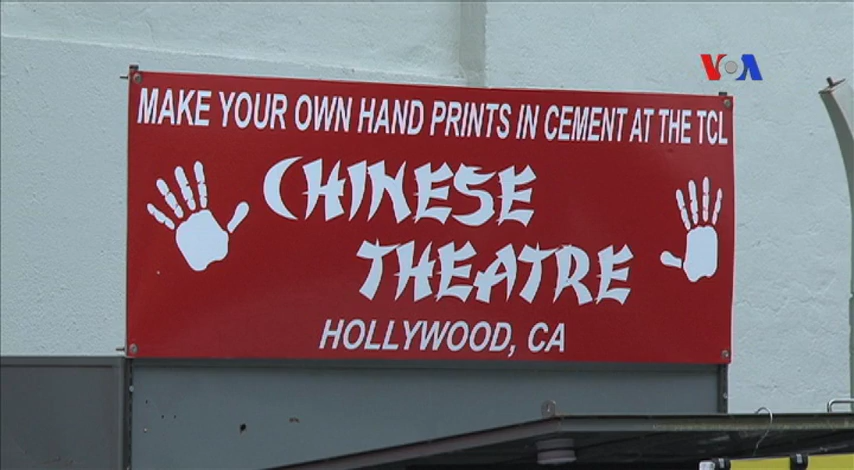 VOA
MAKE YOUR OWN HAND PRINTS IN CEMENT AT THE TCL
CHINESE
THEATRE
HOLLYWOOD, CA